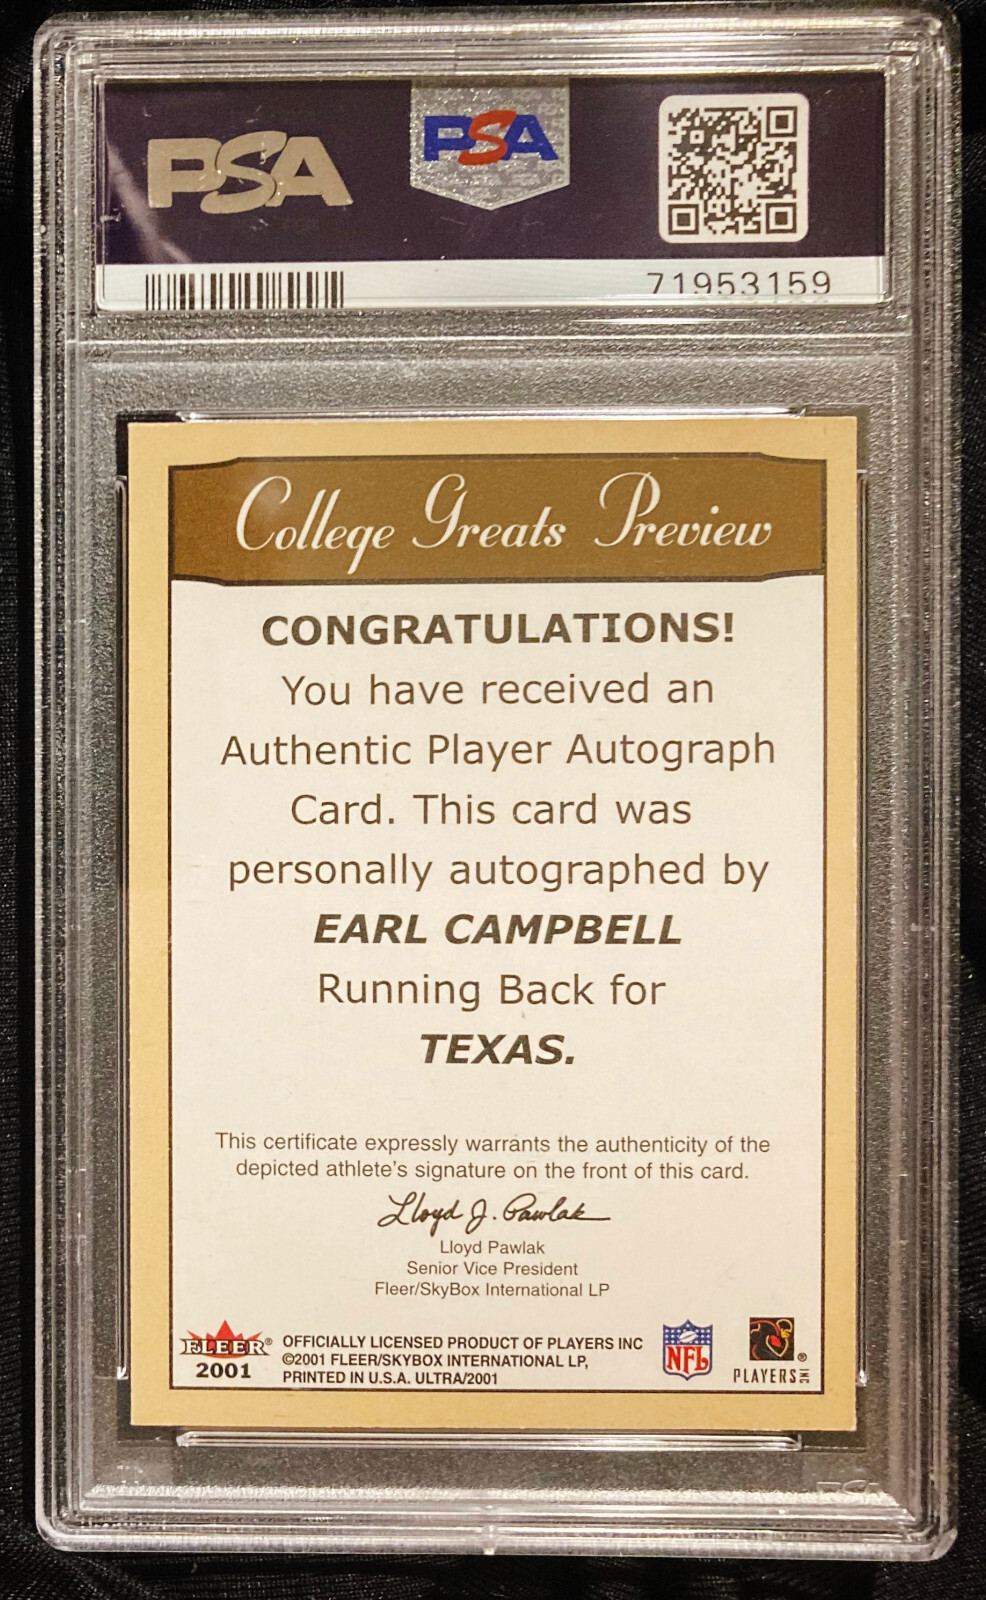 PSA
PSA
71953159
College Greats Preview
CONGRATULATIONS!
You have received an
Authentic Player Autograph
Card. This card was
personally autographed by
EARL CAMPBELL
Running Back for
TEXAS.
This certificate expressly warrants the authenticity of the
depicted athlete's signature on the front of this card.
Lloyd J. Pawlak
Lloyd Pawlak
Senior Vice President
Fleer/SkyBox International LP
FLEER®
2001
OFFICIALLY LICENSED PRODUCT OF PLAYERS INC
©2001 FLEER/SKYBOX INTERNATIONAL LP,
PRINTED IN U.S.A. ULTRA/2001
NFL
®
PLAYERS INC
PSA